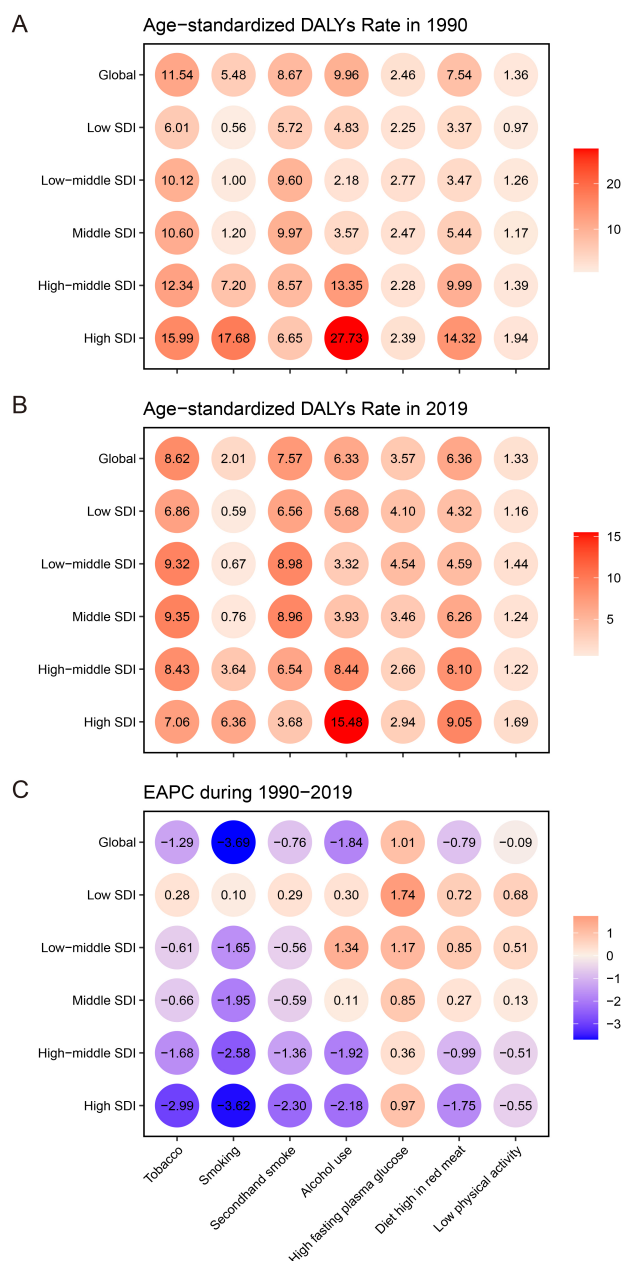 A
Age−standardized DALYs Rate in 1990
Global 11.54 5.48 8.67 9.96 2.46 7.54 1.36
Low SDI 6.01 0.56 5.72 4.83 2.25 3.37 0.97
Low−middle SDI 10.12 1.00 9.60 2.18 2.77 3.47 1.26
Middle SDI 10.60 1.20 9.97 3.57 2.47 5.44 1.17
High−middle SDI 12.34 7.20 8.57 13.35 2.28 9.99 1.39
High SDI 15.99 17.68 6.65 27.73 2.39 14.32 1.94
20
10
B
Age−standardized DALYs Rate in 2019
Global 8.62 2.01 7.57 6.33 3.57 6.36 1.33
Low SDI 6.86 0.59 6.56 5.68 4.10 4.32 1.16
Low−middle SDI 9.32 0.67 8.98 3.32 4.54 4.59 1.44
Middle SDI 9.35 0.76 8.96 3.93 3.46 6.26 1.24
High−middle SDI 8.43 3.64 6.54 8.44 2.66 8.10 1.22
High SDI 7.06 6.36 3.68 15.48 2.94 9.05 1.69
15
10
5
C
EAPC during 1990−2019
Global −1.29 −3.69 −0.76 −1.84 1.01 −0.79 −0.09
Low SDI 0.28 0.10 0.29 0.30 1.74 0.72 0.68
Low−middle SDI −0.61 −1.65 −0.56 1.34 1.17 0.85 0.51
Middle SDI −0.66 −1.95 −0.59 0.11 0.85 0.27 0.13
High−middle SDI −1.68 −2.58 −1.36 −1.92 0.36 −0.99 −0.51
High SDI −2.99 −3.62 −2.30 −2.18 0.97 −1.75 −0.55
1
0
−1
−2
−3
Tobacco
Smoking
Secondhand smoke
Alcohol use
High fasting plasma glucose
Diet high in red meat
Low physical activity